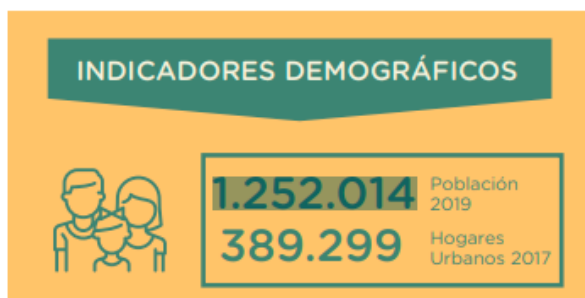 INDICADORES DEMOGRÁFICOS
1.252.014 Población
2019
389.299 Hogares
Urbanos 2017